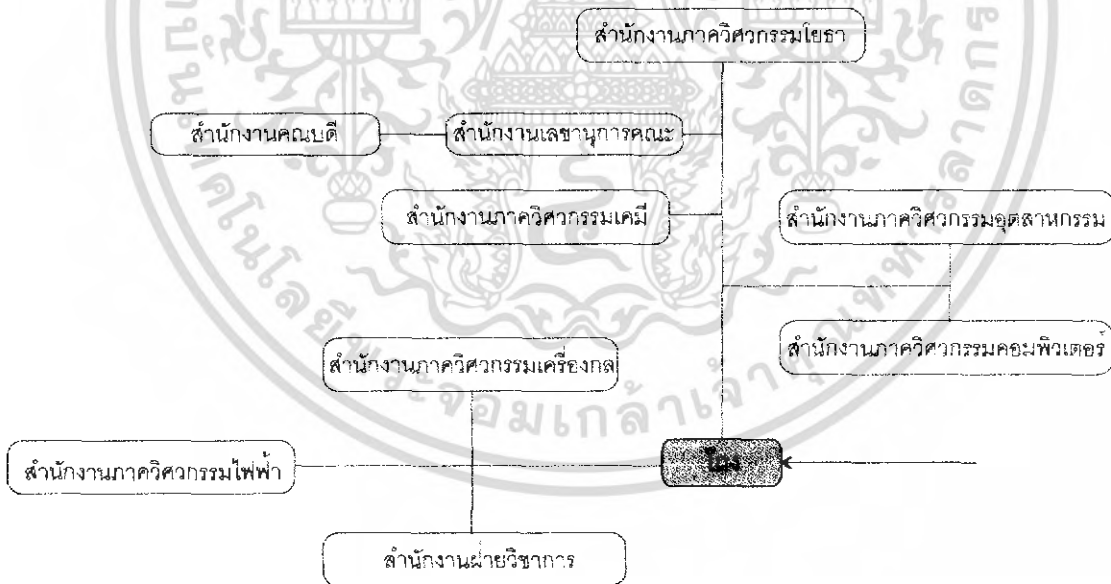 สำนักงานภาควิศวกรรมโยธา
สำนักงานคณบดี
สำนักงานเลขานุการคณะ
สำนักงานภาควิศวกรรมเคมี
สำนักงานภาควิศวกรรมอุตสาหกรรม
สำนักงานภาควิศวกรรมเครื่องกล
สำนักงานภาควิศวกรรมคอมพิวเตอร์
สำนักงานภาควิศวกรรมไฟฟ้า
โถง
สำนักงานฝ่ายวิชาการ